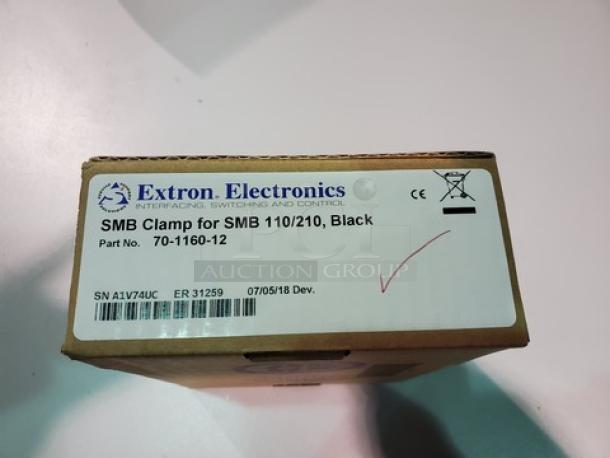 Extron Electronics
INTERFACING, SWITCHING AND CONTROL
CE
SMB Clamp for SMB 110/210, Black
Part No. 70-1160-12
PCI
AUCTION GROUP
SN A1V74UC ER 31259 07/05/18 Dev.